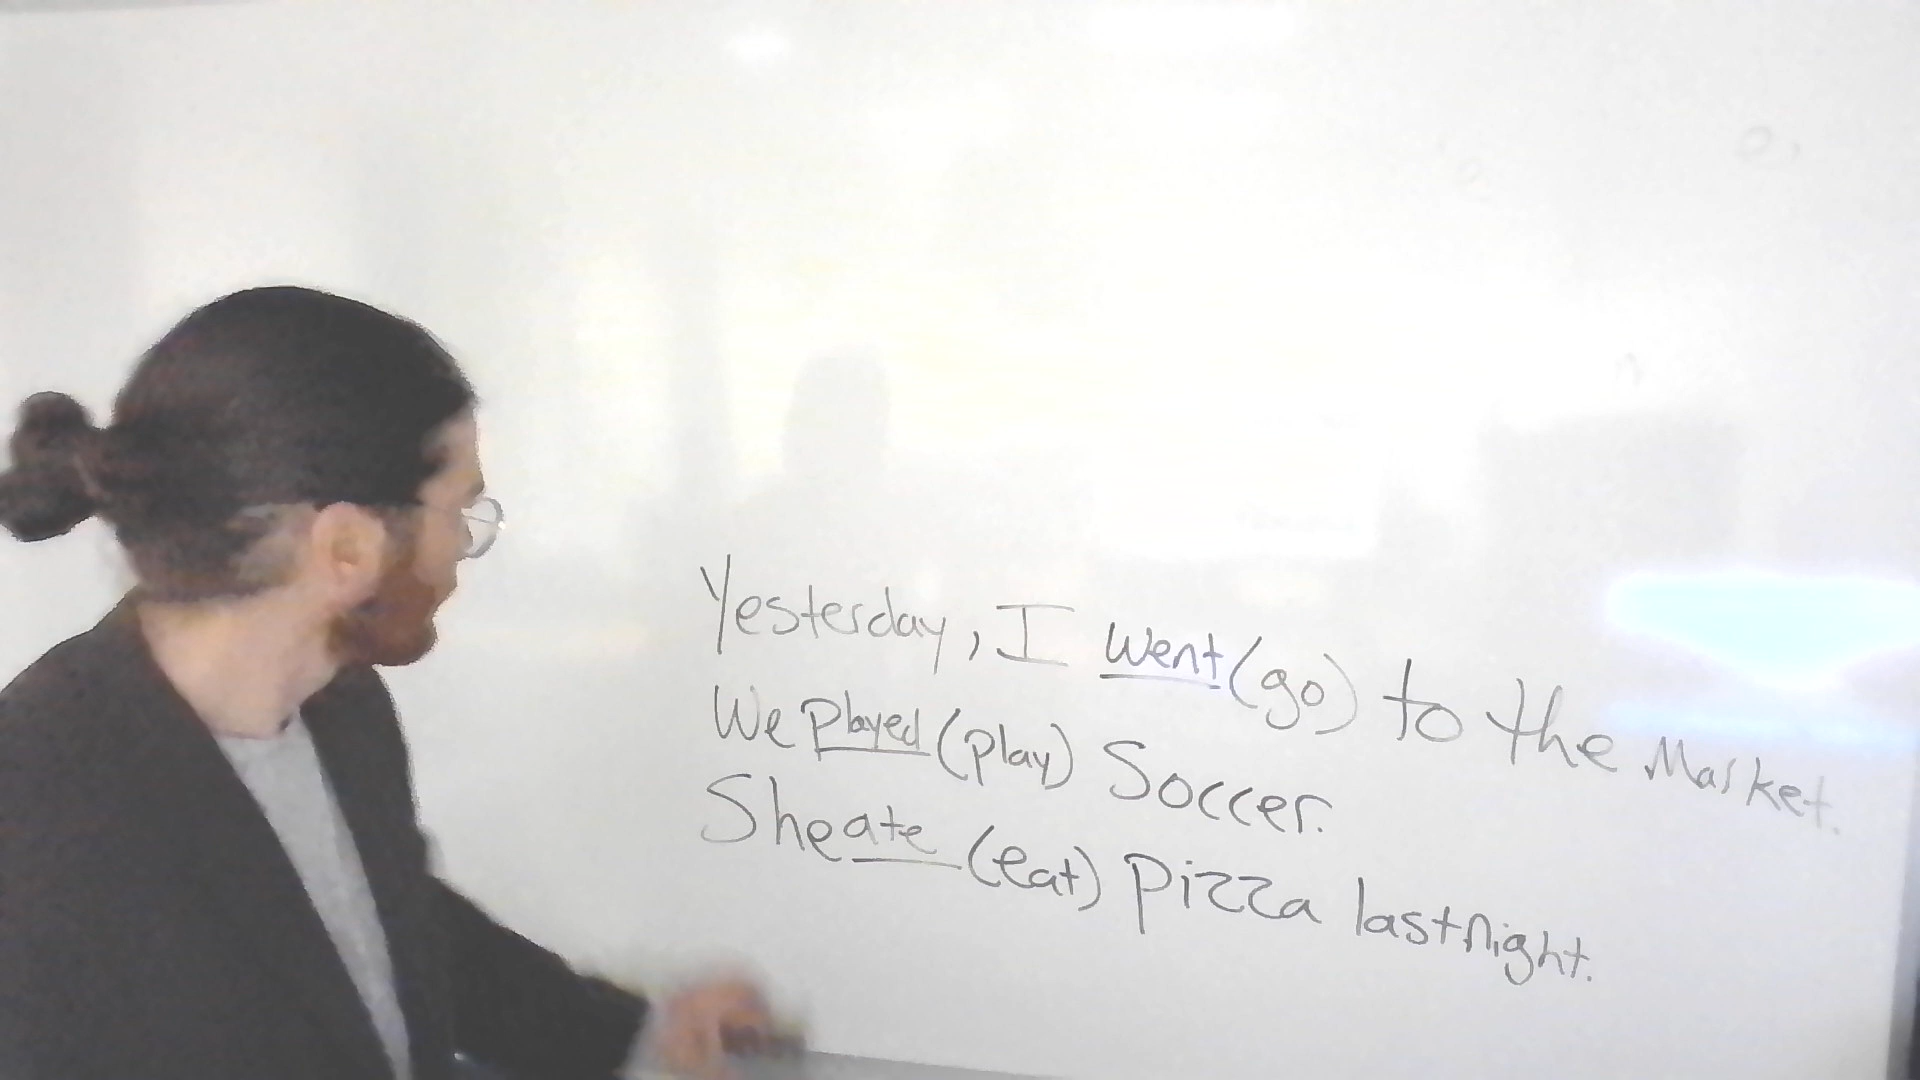 Yesterday, I went (go) to the Market.
We played (play) Soccer.
She ate (eat) pizza last night.